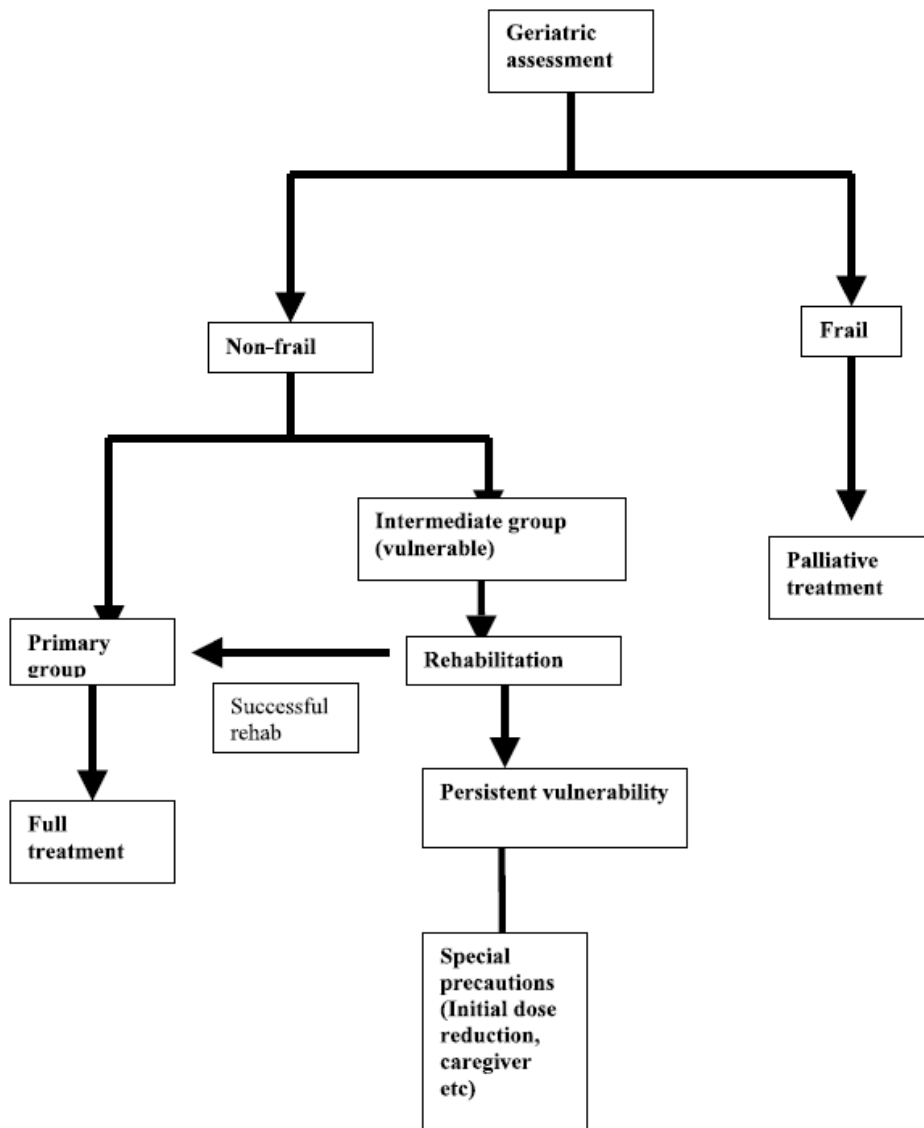 Geriatric
assessment
Non-frail
Frail
Intermediate group
(vulnerable)
Palliative
treatment
Primary
group
Rehabilitation
Successful
rehab
Persistent vulnerability
Full
treatment
Special
precautions
(Initial dose
reduction,
caregiver
etc)